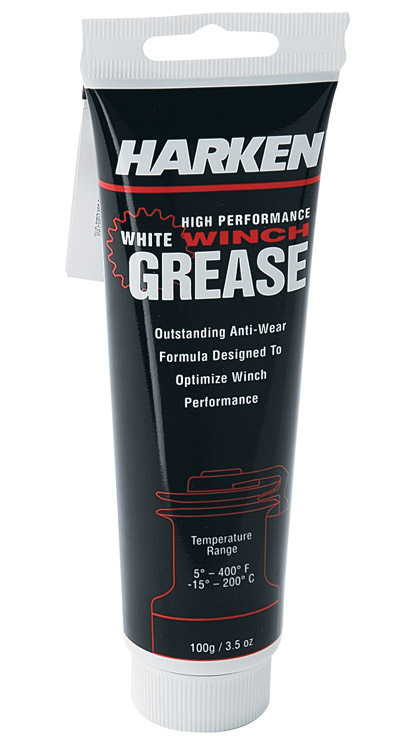 HARKEN
HIGH PERFORMANCE
WHITE WINCH
GREASE
Outstanding Anti-Wear
Formula Designed To
Optimize Winch
Performance
Temperature
Range
5° – 400° F
-15° – 200° C
100g / 3.5 oz